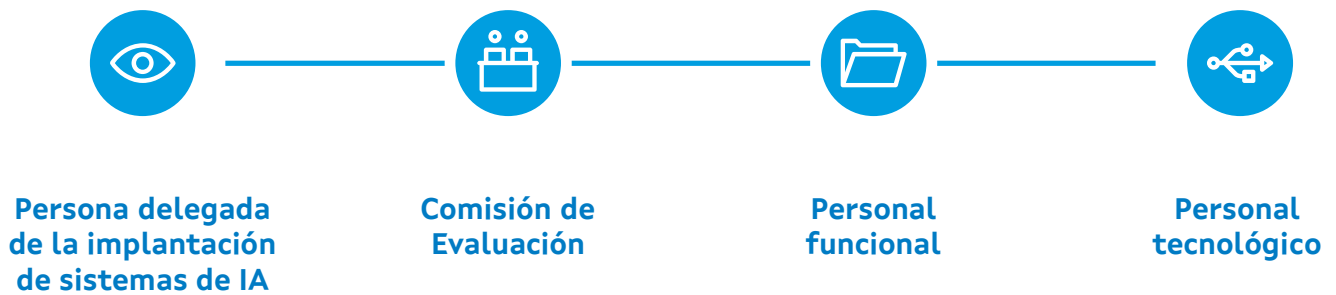 Persona delegada
de la implantación
de sistemas de IA
Comisión de
Evaluación
Personal
funcional
Personal
tecnológico